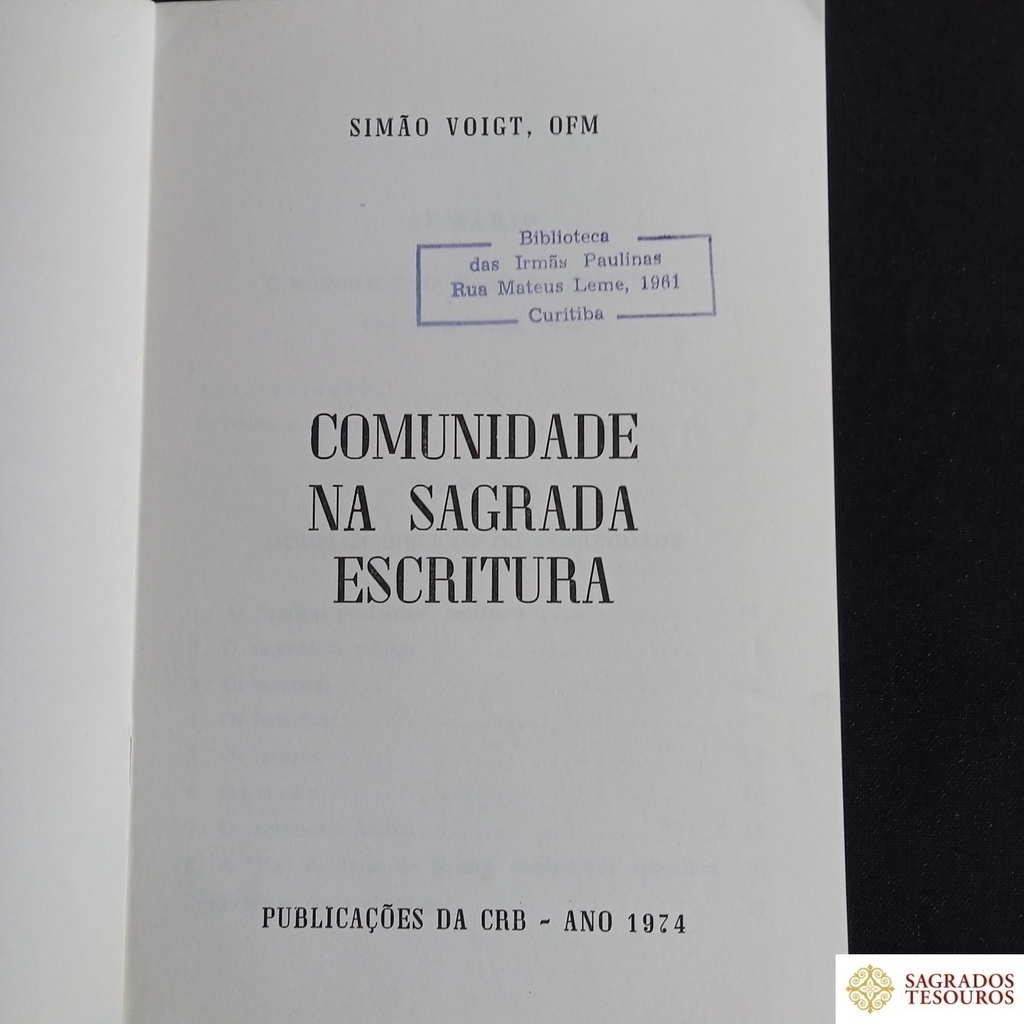 SIMÃO VOIGT, OFM
Biblioteca
das Irmãs Paulinas
Rua Mateus Leme, 1961
Curitiba
COMUNIDADE
NA SAGRADA
ESCRITURA
PUBLICAÇÕES DA CRB - ANO 1974
SAGRADOS
TESOUROS